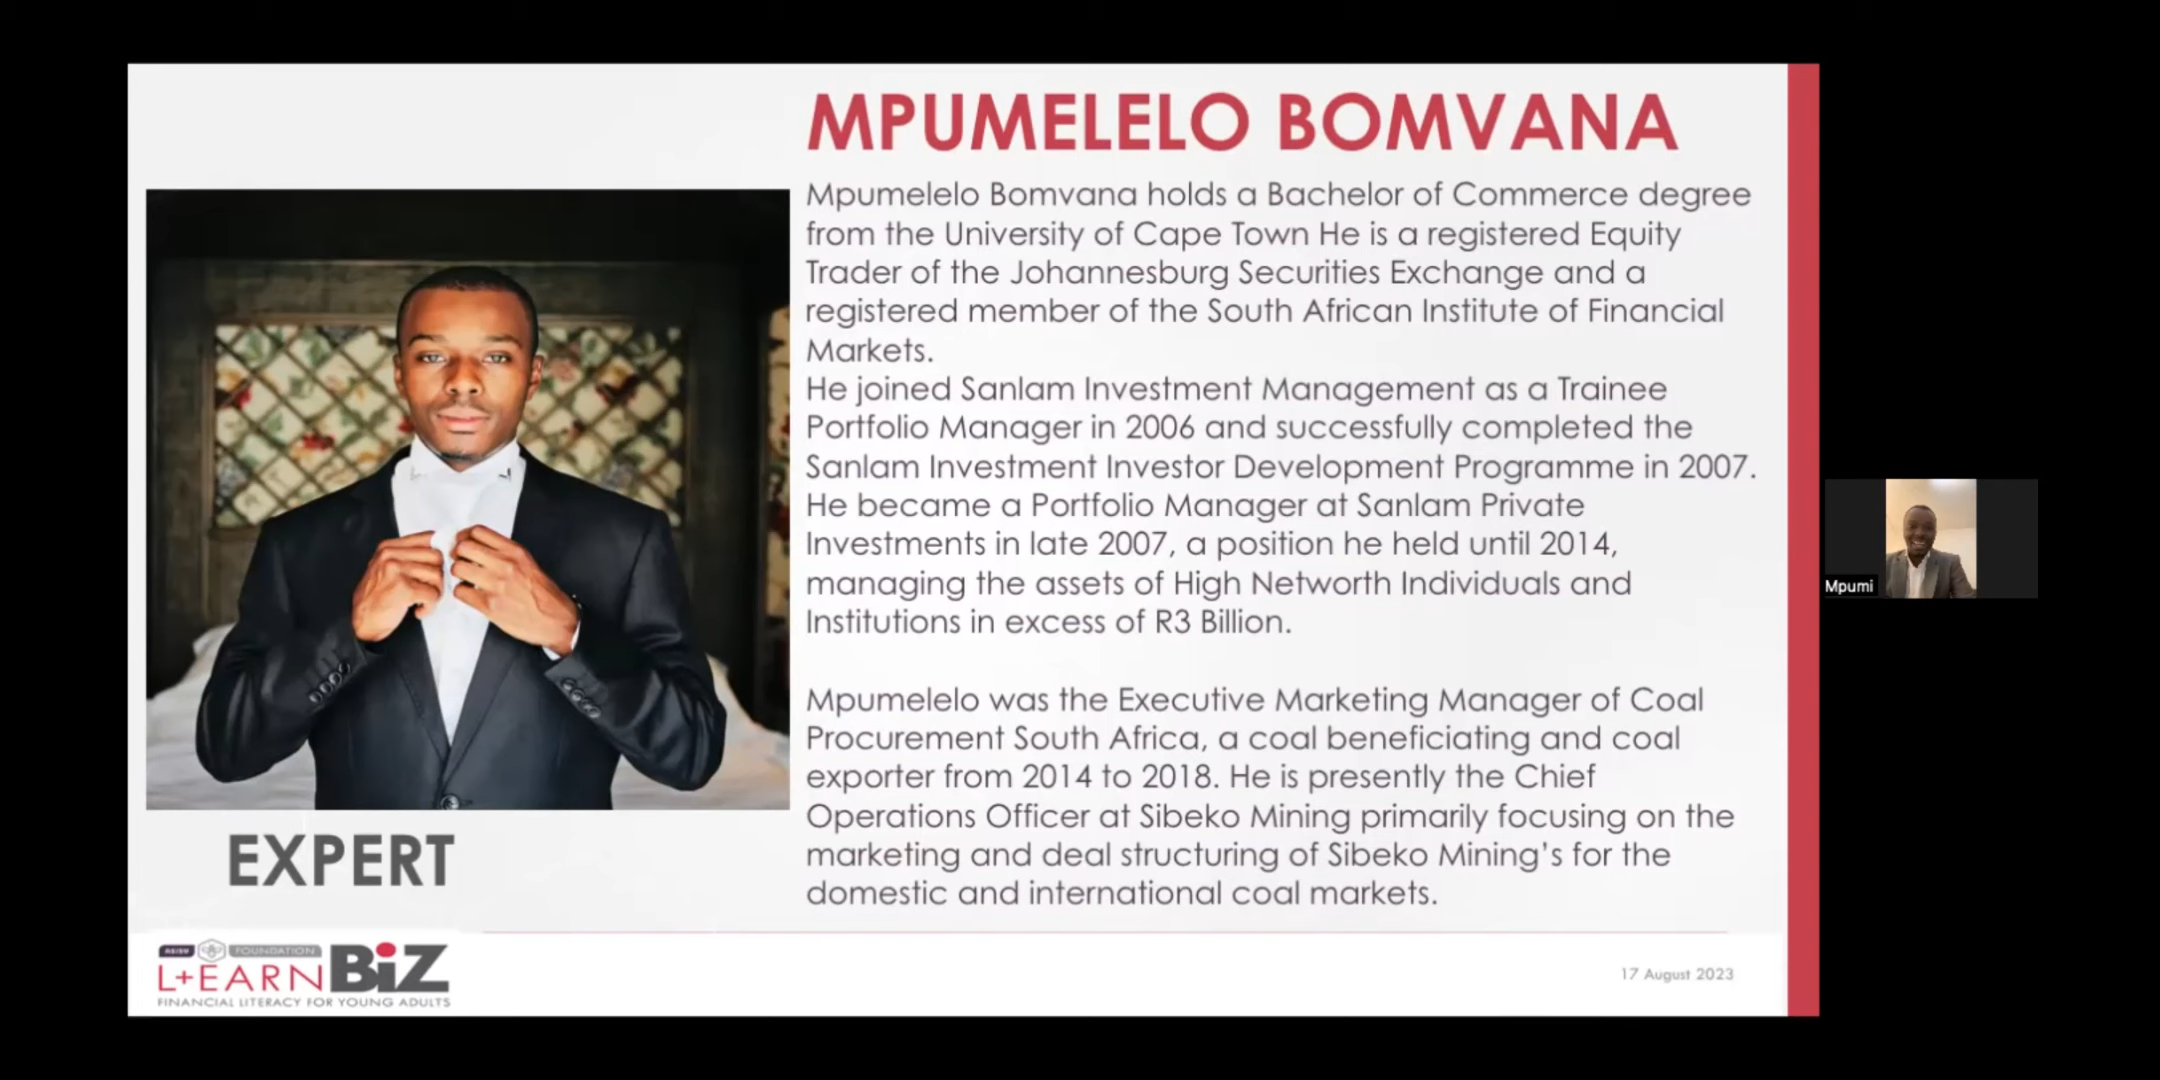 MPUMELELO BOMVANA
Mpumelelo Bomvana holds a Bachelor of Commerce degree
from the University of Cape Town He is a registered Equity
Trader of the Johannesburg Securities Exchange and a
registered member of the South African Institute of Financial
Markets.
He joined Sanlam Investment Management as a Trainee
Portfolio Manager in 2006 and successfully completed the
Sanlam Investment Investor Development Programme in 2007.
He became a Portfolio Manager at Sanlam Private
Investments in late 2007, a position he held until 2014,
managing the assets of High Networth Individuals and
Institutions in excess of R3 Billion.
Mpumelelo was the Executive Marketing Manager of Coal
Procurement South Africa, a coal beneficiating and coal
exporter from 2014 to 2018. He is presently the Chief
Operations Officer at Sibeko Mining primarily focusing on the
marketing and deal structuring of Sibeko Mining's for the
domestic and international coal markets.
EXPERT
FOUNDATION
L+EARN BiZ
FINANCIAL LITERACY FOR YOUNG ADULTS
17 August 2023
Mpumi